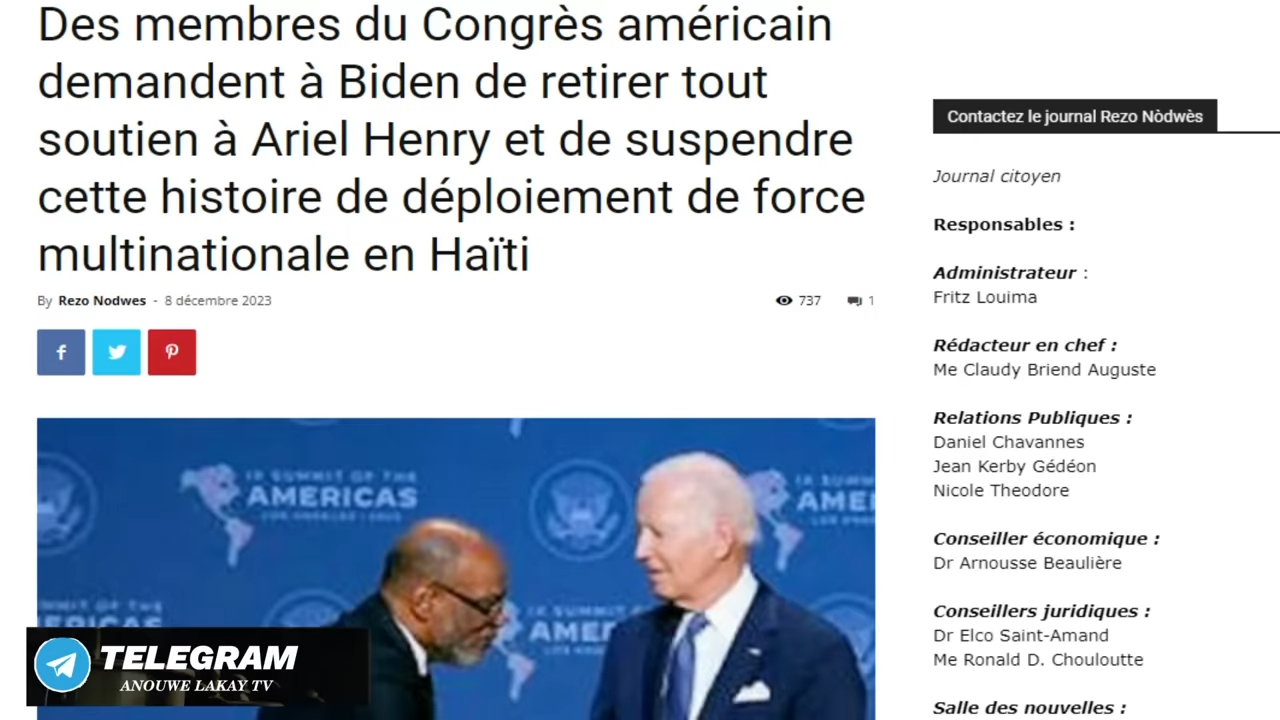 Des membres du Congrès américain
demandent à Biden de retirer tout
soutien à Ariel Henry et de suspendre
cette histoire de déploiement de force
multinationale en Haïti
By Rezo Nodwes - 8 décembre 2023
737
1
Contactez le journal Rezo Nòdwès
Journal citoyen
Responsables :
Administrateur :
Fritz Louima
Rédacteur en chef :
Me Claudy Briend Auguste
Relations Publiques :
Daniel Chavannes
Jean Kerby Gédéon
Nicole Theodore
Conseiller économique :
Dr Arnousse Beaulière
Conseillers juridiques :
Dr Elco Saint-Amand
Me Ronald D. Chouloutte
Salle des nouvelles :
IX SUMMIT OF THE
AMERICAS
TELEGRAM
ANOUWE LAKAY TV